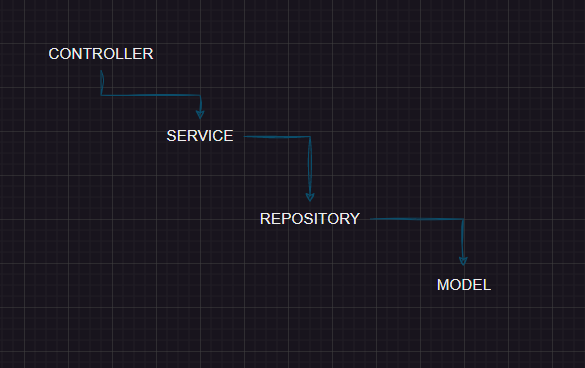 CONTROLLER
SERVICE
REPOSITORY
MODEL